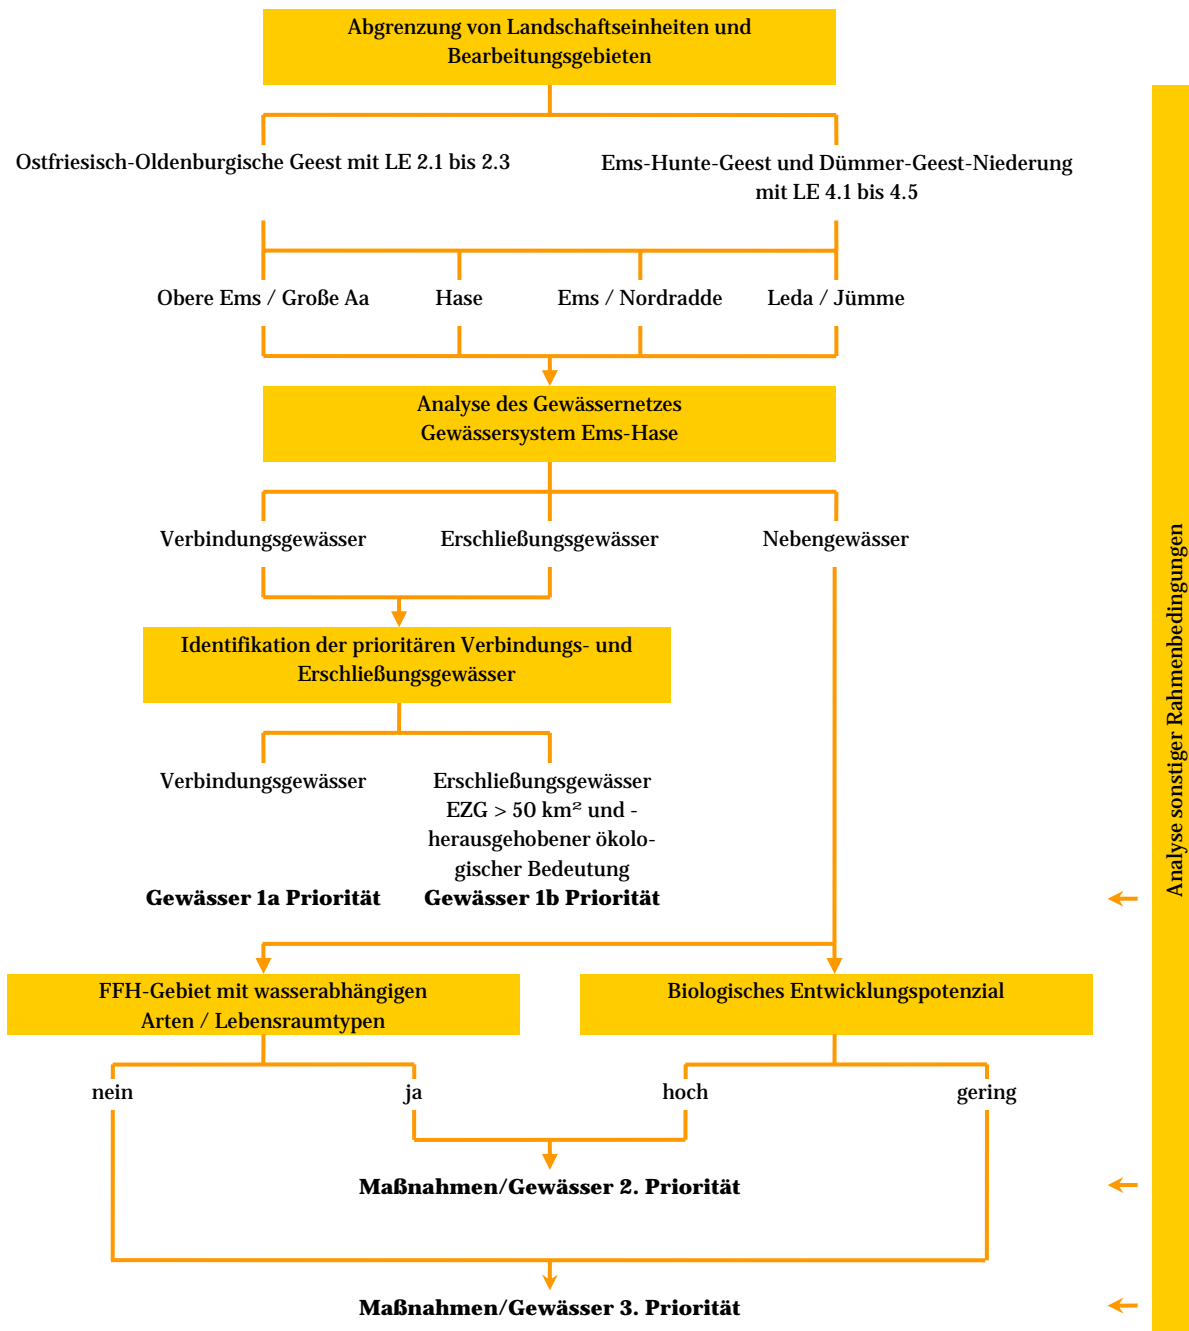 Abgrenzung von Landschaftseinheiten und
Bearbeitungsgebieten
Ostfriesisch-Oldenburgische Geest mit LE 2.1 bis 2.3
Ems-Hunte-Geest und Dümmer-Geest-Niederung
mit LE 4.1 bis 4.5
Obere Ems / Große Aa
Hase
Ems / Nordradde
Leda / Jümme
Analyse des Gewässernetzes
Gewässersystem Ems-Hase
Verbindungsgewässer
Erschließungsgewässer
Nebengewässer
Identifikation der prioritären Verbindungs- und
Erschließungsgewässer
Verbindungsgewässer
Erschließungsgewässer
EZG > 50 km² und -
herausgehobener ökolo-
gischer Bedeutung
Gewässer 1a Priorität
Gewässer 1b Priorität
FFH-Gebiet mit wasserabhängigen
Arten / Lebensraumtypen
Biologisches Entwicklungspotenzial
nein
ja
hoch
gering
Maßnahmen/Gewässer 2. Priorität
Maßnahmen/Gewässer 3. Priorität
Analyse sonstiger Rahmenbedingungen